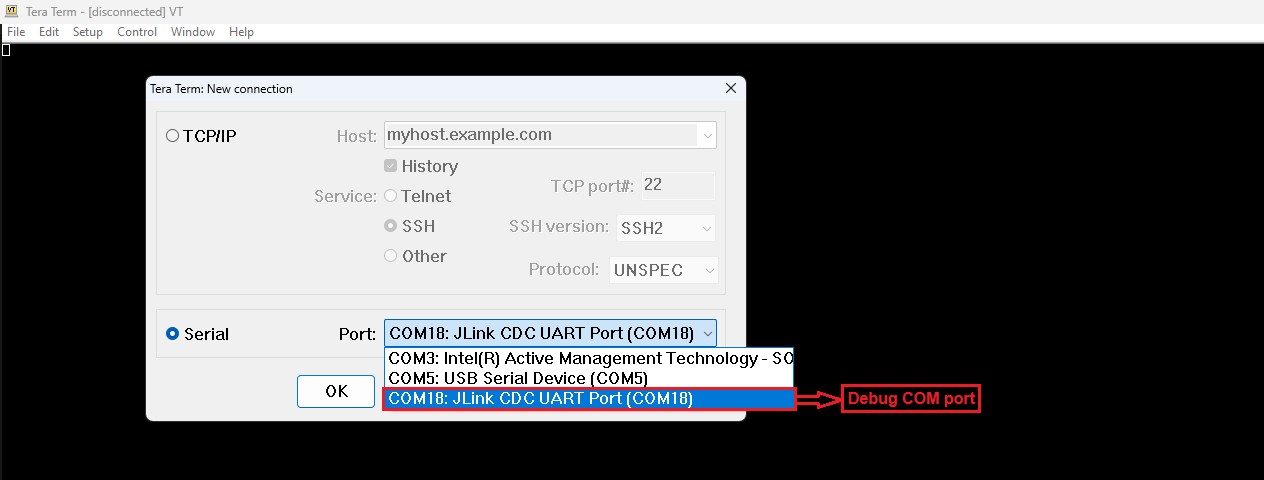 VT Tera Term - [disconnected] VT
File Edit Setup Control Window Help
Tera Term: New connection
TCP/IP Host: myhost.example.com
History
Service: Telnet TCP port#: 22
SSH SSH version: SSH2
Other Protocol: UNSPEC
Serial Port: COM18: JLink CDC UART Port (COM18)
COM3: Intel(R) Active Management Technology - SO
COM5: USB Serial Device (COM5)
OK COM18: JLink CDC UART Port (COM18) Debug COM port